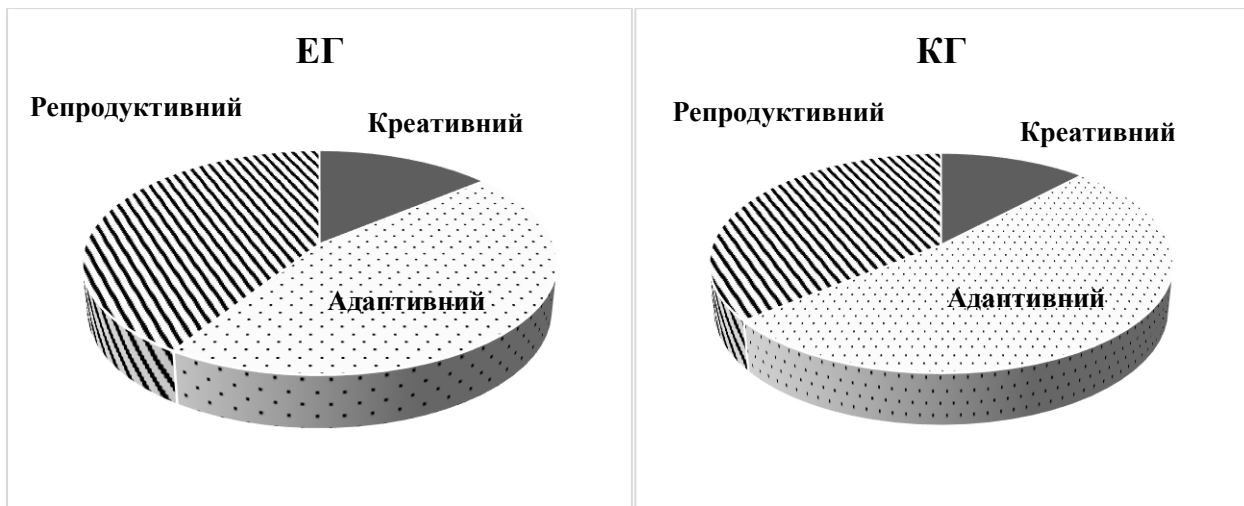 ЕГ
Репродуктивний
Креативний
Адаптивний
КГ
Репродуктивний
Креативний
Адаптивний